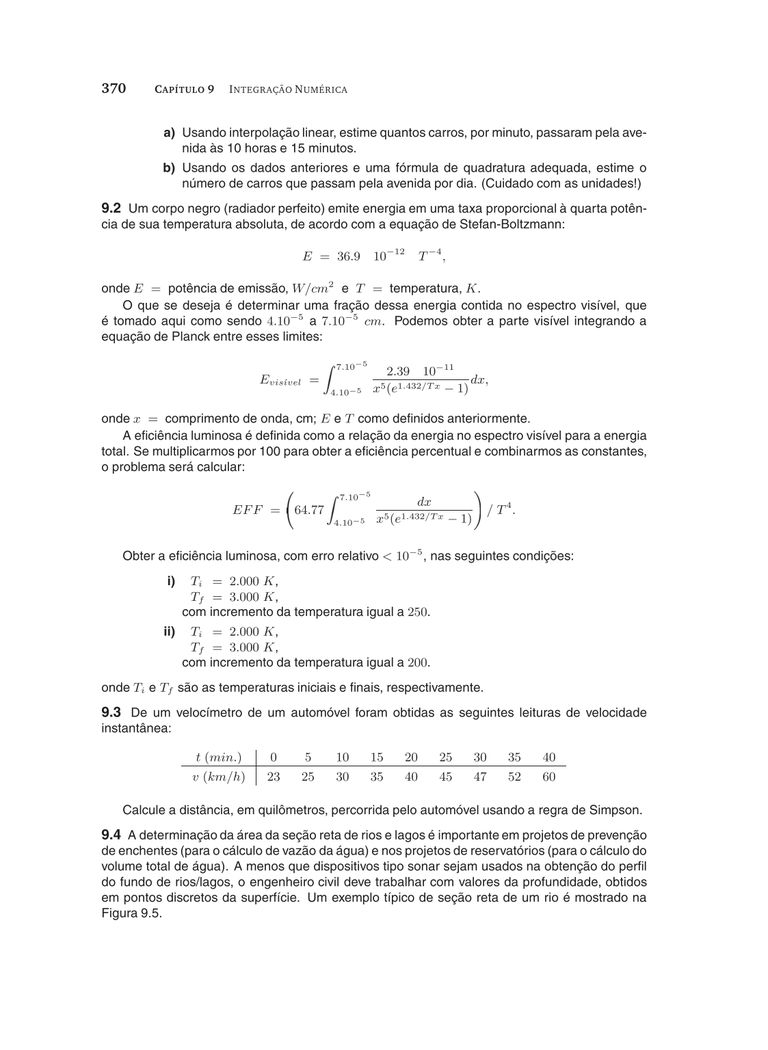 370 CAPÍTULO 9 INTEGRAÇÃO NUMÉRICA
a) Usando interpolação linear, estime quantos carros, por minuto, passaram pela ave-
nida às 10 horas e 15 minutos.
b) Usando os dados anteriores e uma fórmula de quadratura adequada, estime o
número de carros que passam pela avenida por dia. (Cuidado com as unidades!)
9.2 Um corpo negro (radiador perfeito) emite energia em uma taxa proporcional à quarta potên-
cia de sua temperatura absoluta, de acordo com a equação de Stefan-Boltzmann:
E = 36.9 10^{-12} T^{-4},
onde E = potência de emissão, W/cm^2 e T = temperatura, K.
O que se deseja é determinar uma fração dessa energia contida no espectro visível, que
é tomado aqui como sendo 4.10^{-5} a 7.10^{-5} cm. Podemos obter a parte visível integrando a
equação de Planck entre esses limites:
E_{visível} = \int_{4.10^{-5}}^{7.10^{-5}} \frac{2.39 \quad 10^{-11}}{x^5(e^{1.432/Tx} - 1)} dx,
onde x = comprimento de onda, cm; E e T como definidos anteriormente.
A eficiência luminosa é definida como a relação da energia no espectro visível para a energia
total. Se multiplicarmos por 100 para obter a eficiência percentual e combinarmos as constantes,
o problema será calcular:
EFF = \left( 64.77 \int_{4.10^{-5}}^{7.10^{-5}} \frac{dx}{x^5(e^{1.432/Tx} - 1)} \right) / T^4.
Obter a eficiência luminosa, com erro relativo < 10^{-5}, nas seguintes condições:
i) T_i = 2.000 K,
T_f = 3.000 K,
com incremento da temperatura igual a 250.
ii) T_i = 2.000 K,
T_f = 3.000 K,
com incremento da temperatura igual a 200.
onde T_i e T_f são as temperaturas iniciais e finais, respectivamente.
9.3 De um velocímetro de um automóvel foram obtidas as seguintes leituras de velocidade
instantânea:
t (min.) 0 5 10 15 20 25 30 35 40
v (km/h) 23 25 30 35 40 45 47 52 60
Calcule a distância, em quilômetros, percorrida pelo automóvel usando a regra de Simpson.
9.4 A determinação da área da seção reta de rios e lagos é importante em projetos de prevenção
de enchentes (para o cálculo de vazão da água) e nos projetos de reservatórios (para o cálculo do
volume total de água). A menos que dispositivos tipo sonar sejam usados na obtenção do perfil
do fundo de rios/lagos, o engenheiro civil deve trabalhar com valores da profundidade, obtidos
em pontos discretos da superfície. Um exemplo típico de seção reta de um rio é mostrado na
Figura 9.5.